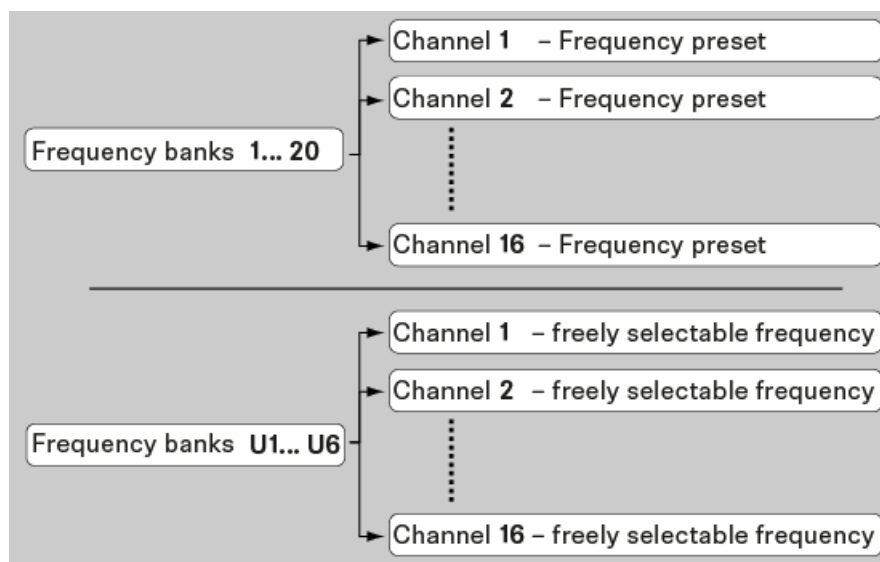 Channel 1 – Frequency preset
Channel 2 – Frequency preset
Frequency banks 1... 20
Channel 16 – Frequency preset
Channel 1 – freely selectable frequency
Channel 2 – freely selectable frequency
Frequency banks U1... U6
Channel 16 – freely selectable frequency